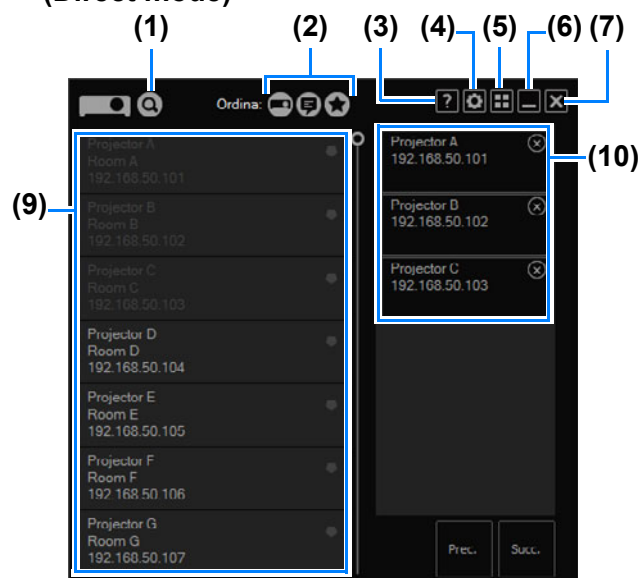 (Direct Mode)
(1) (2) (3) (4) (5) (6) (7)
Ordina:
?
(9)
Projector A
Room A
192.168.50.101
Projector B
Room B
192.168.50.102
Projector C
Room C
192.168.50.103
Projector D
Room D
192.168.50.104
Projector E
Room E
192.168.50.105
Projector F
Room F
192.168.50.106
Projector G
Room G
192.168.50.107
Projector A
192.168.50.101
(10)
Projector B
192.168.50.102
Projector C
192.168.50.103
Prec.
Succ.